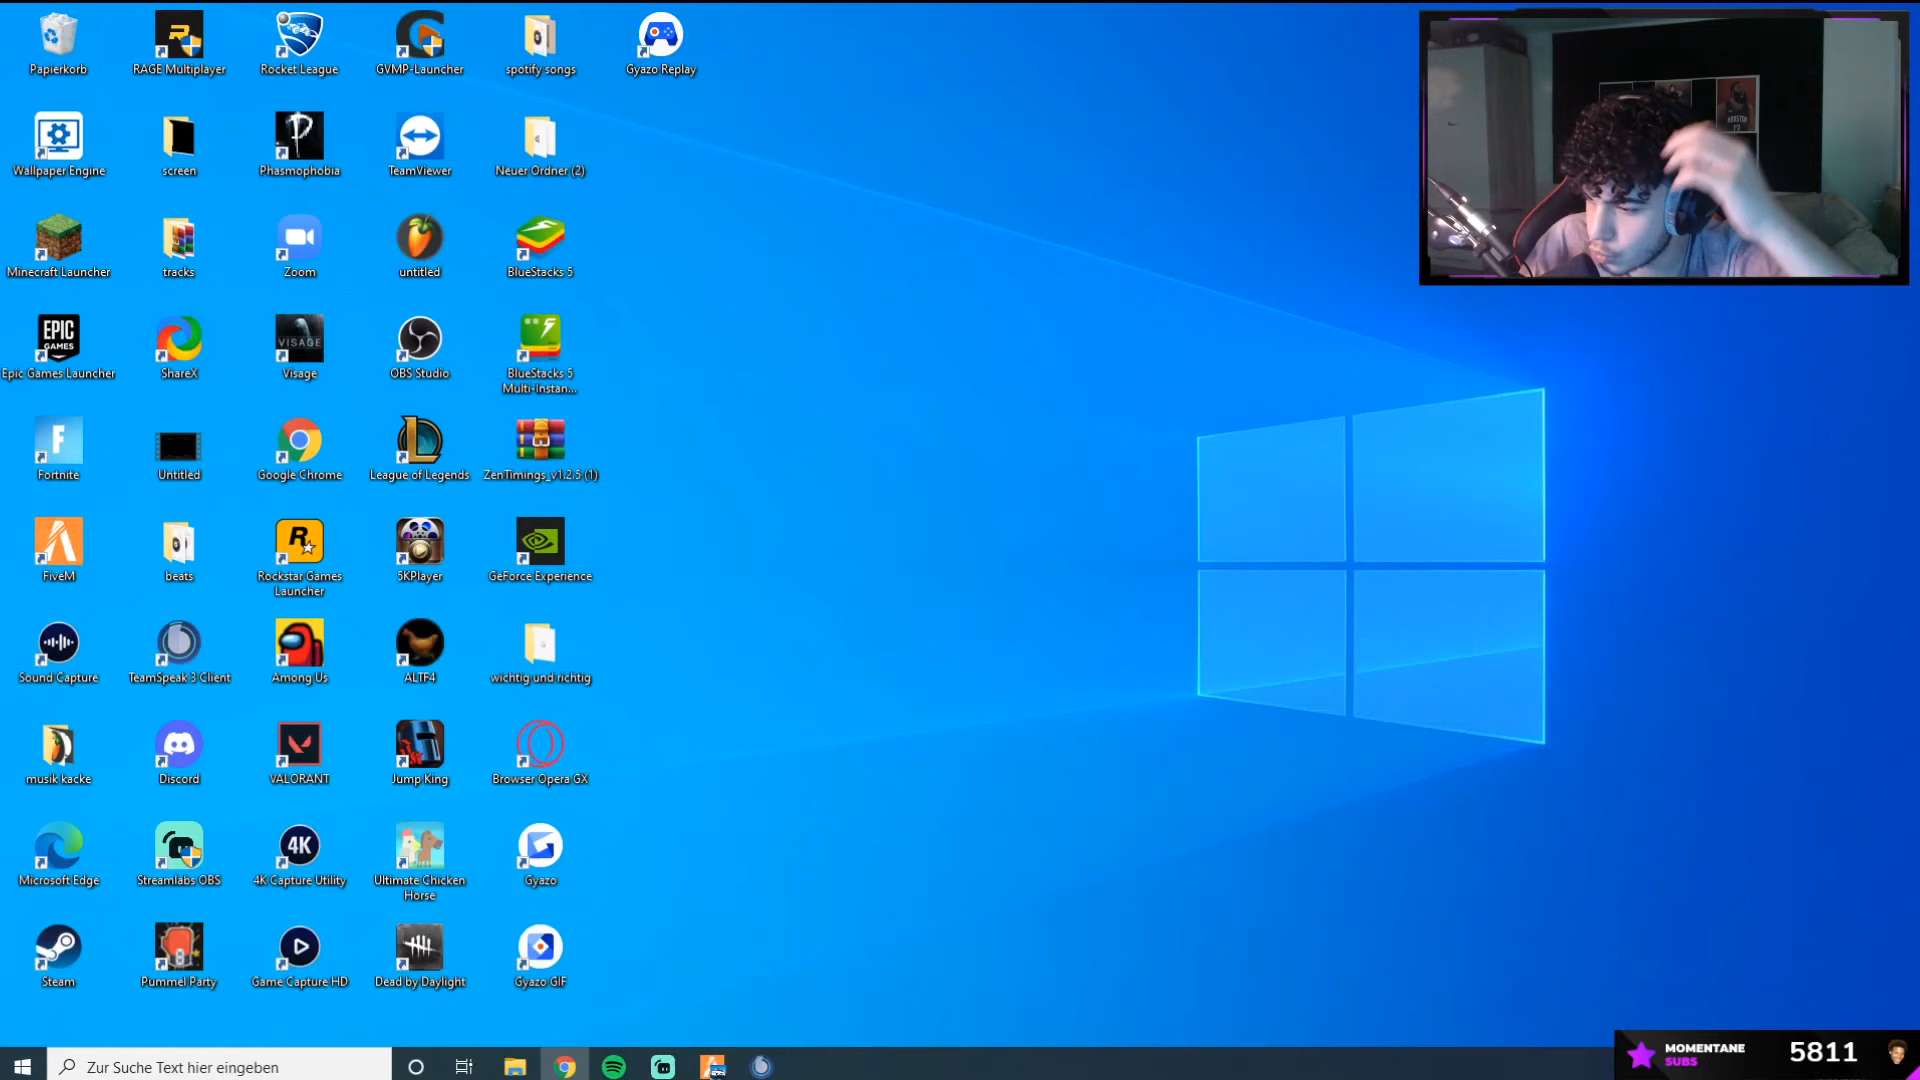 Papierkorb
RAGE Multiplayer
Rocket League
GVMP-Launcher
spotify songs
Gyazo Replay
Wallpaper Engine
screen
Phasmophobia
TeamViewer
Neuer Ordner (2)
Minecraft Launcher
tracks
Zoom
untitled
BlueStacks 5
EPIC
GAMES
VISAGE
Epic Games Launcher
ShareX
Visage
OBS Studio
BlueStacks 5
Multi-Instan...
Fortnite
Untitled
Google Chrome
League of Legends
ZenTimings_v1.2.5 (1)
FiveM
beats
Rockstar Games
Launcher
5KPlayer
GeForce Experience
Sound Capture
TeamSpeak 3 Client
Among Us
ALTF4
wichtig und richtig
musik kacke
Discord
VALORANT
Jump King
Browser Opera GX
4K
Microsoft Edge
Streamlabs OBS
4K Capture Utility
Ultimate Chicken
Horse
Gyazo
Steam
Pummel Party
Game Capture HD
Dead by Daylight
Gyazo GIF
Zur Suche Text hier eingeben
MOMENTANE
SUBS
5811